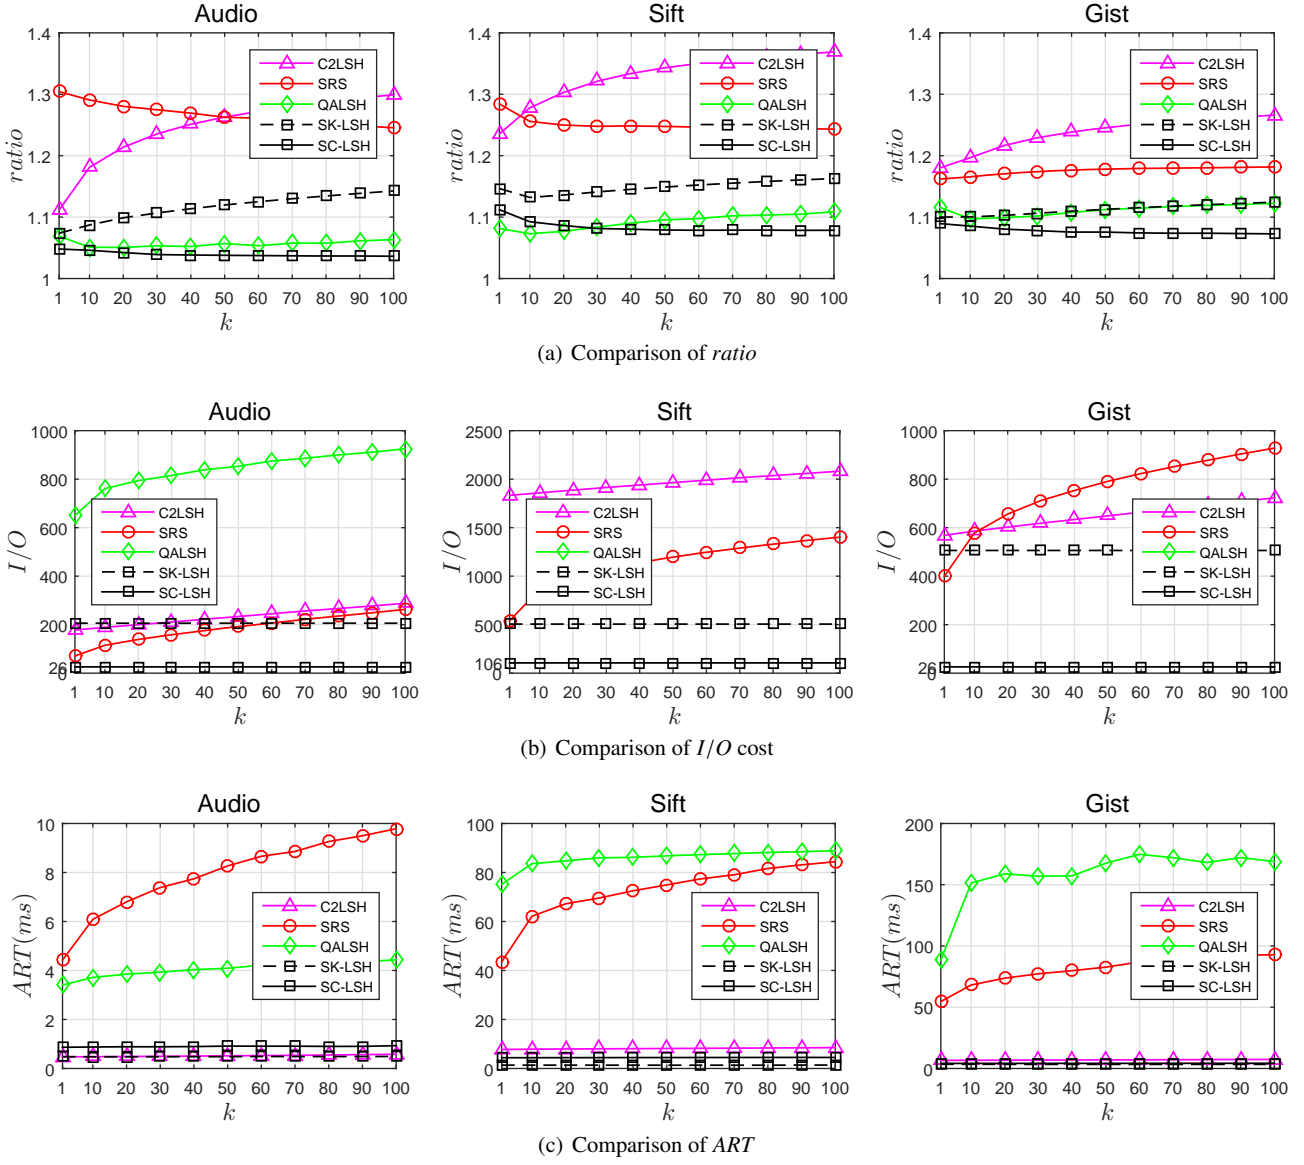 Audio
1.4
1.3
1.2
1.1
1
ratio
C2LSH
SRS
QALSH
SK-LSH
SC-LSH
1 10 20 30 40 50 60 70 80 90 100
k
Sift
1.4
1.3
1.2
1.1
1
ratio
C2LSH
SRS
QALSH
SK-LSH
SC-LSH
1 10 20 30 40 50 60 70 80 90 100
k
Gist
1.4
1.3
1.2
1.1
1
ratio
C2LSH
SRS
QALSH
SK-LSH
SC-LSH
1 10 20 30 40 50 60 70 80 90 100
k
(a) Comparison of ratio
Audio
1000
800
600
400
200
26
0
I/O
C2LSH
SRS
QALSH
SK-LSH
SC-LSH
1 10 20 30 40 50 60 70 80 90 100
k
Sift
2500
2000
1500
1000
500
106
0
I/O
C2LSH
SRS
QALSH
SK-LSH
SC-LSH
1 10 20 30 40 50 60 70 80 90 100
k
Gist
1000
800
600
400
200
26
0
I/O
C2LSH
SRS
QALSH
SK-LSH
SC-LSH
1 10 20 30 40 50 60 70 80 90 100
k
(b) Comparison of I/O cost
Audio
10
8
6
4
2
0
ART(ms)
C2LSH
SRS
QALSH
SK-LSH
SC-LSH
1 10 20 30 40 50 60 70 80 90 100
k
Sift
100
80
60
40
20
0
ART(ms)
C2LSH
SRS
QALSH
SK-LSH
SC-LSH
1 10 20 30 40 50 60 70 80 90 100
k
Gist
200
150
100
50
0
ART(ms)
C2LSH
SRS
QALSH
SK-LSH
SC-LSH
1 10 20 30 40 50 60 70 80 90 100
k
(c) Comparison of ART